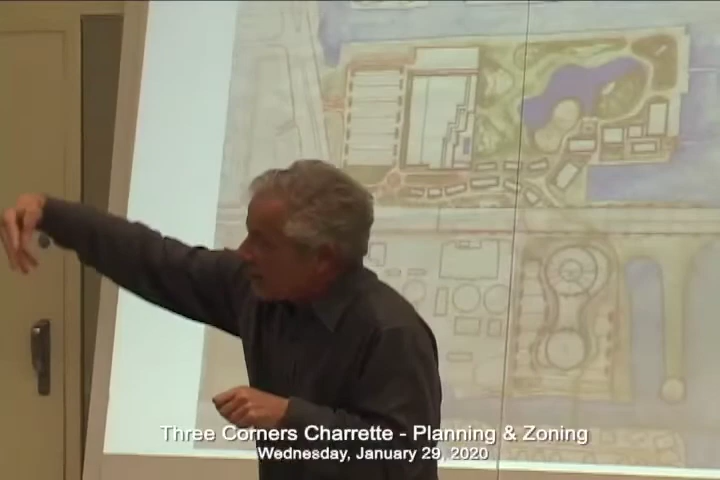 Three Corners Charrette - Planning & Zoning
Wednesday, January 29, 2020